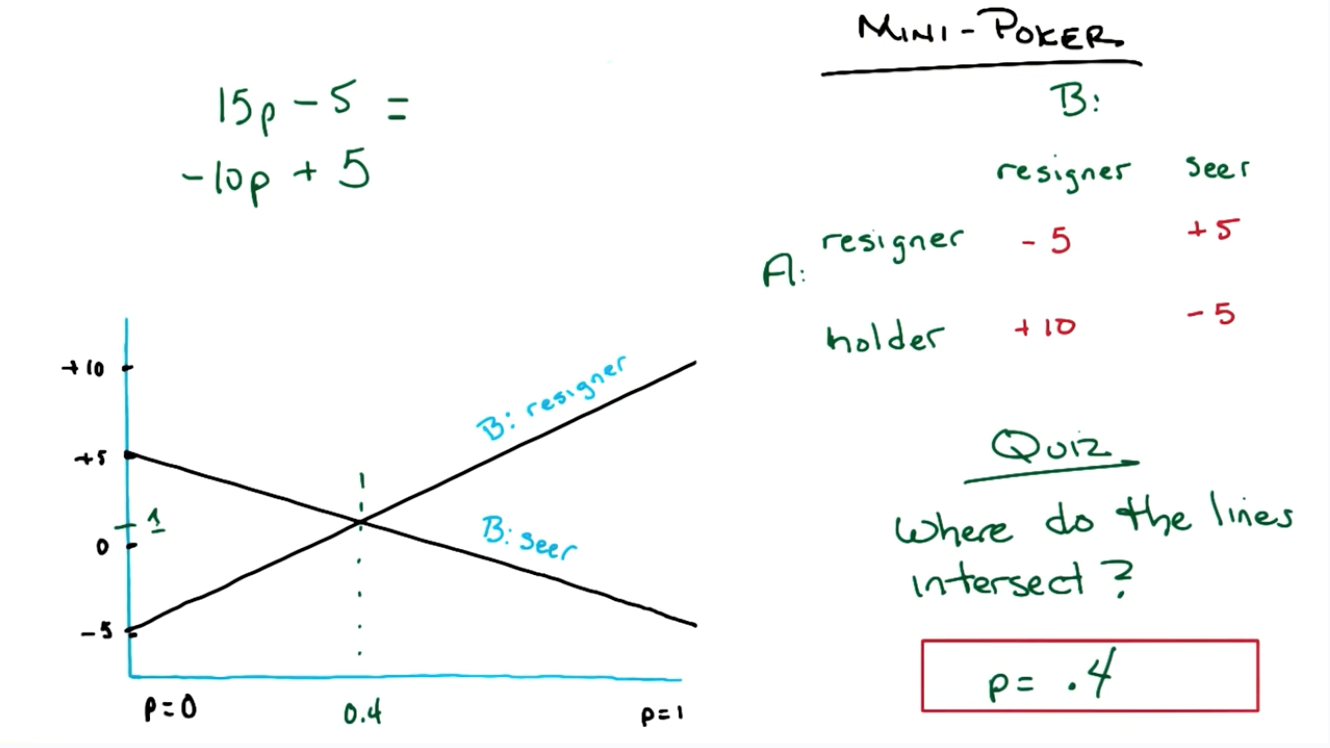 MINI-POKER
15p - 5 =
-10p + 5
B:
resigner seer
A:
resigner -5 +5
holder +10 -5
+10
+5
1
0
-5
B: resigner
B: seer
p=0 0.4 p=1
Quiz
Where do the lines
intersect?
p= .4